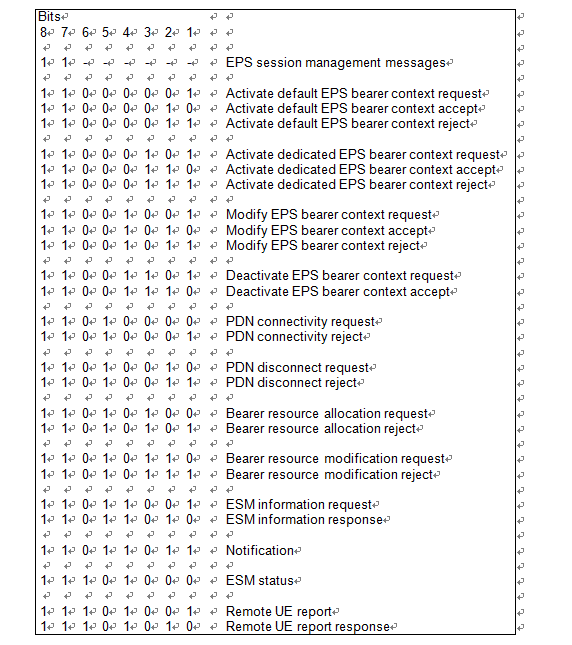 Bits
8 7 6 5 4 3 2 1
1 1 - - - - - - EPS session management messages
1 1 0 0 0 0 0 1 Activate default EPS bearer context request
1 1 0 0 0 0 1 0 Activate default EPS bearer context accept
1 1 0 0 0 0 1 1 Activate default EPS bearer context reject
1 1 0 0 0 1 0 1 Activate dedicated EPS bearer context request
1 1 0 0 0 1 1 0 Activate dedicated EPS bearer context accept
1 1 0 0 0 1 1 1 Activate dedicated EPS bearer context reject
1 1 0 0 1 0 0 1 Modify EPS bearer context request
1 1 0 0 1 0 1 0 Modify EPS bearer context accept
1 1 0 0 1 0 1 1 Modify EPS bearer context reject
1 1 0 0 1 1 0 1 Deactivate EPS bearer context request
1 1 0 0 1 1 1 0 Deactivate EPS bearer context accept
1 1 0 1 0 0 0 0 PDN connectivity request
1 1 0 1 0 0 0 1 PDN connectivity reject
1 1 0 1 0 0 1 0 PDN disconnect request
1 1 0 1 0 0 1 1 PDN disconnect reject
1 1 0 1 0 1 0 0 Bearer resource allocation request
1 1 0 1 0 1 0 1 Bearer resource allocation reject
1 1 0 1 0 1 1 0 Bearer resource modification request
1 1 0 1 0 1 1 1 Bearer resource modification reject
1 1 0 1 1 0 0 1 ESM information request
1 1 0 1 1 0 1 0 ESM information response
1 1 0 1 1 0 1 1 Notification
1 1 1 0 1 0 0 0 ESM status
1 1 1 0 1 0 0 1 Remote UE report
1 1 1 0 1 0 1 0 Remote UE report response